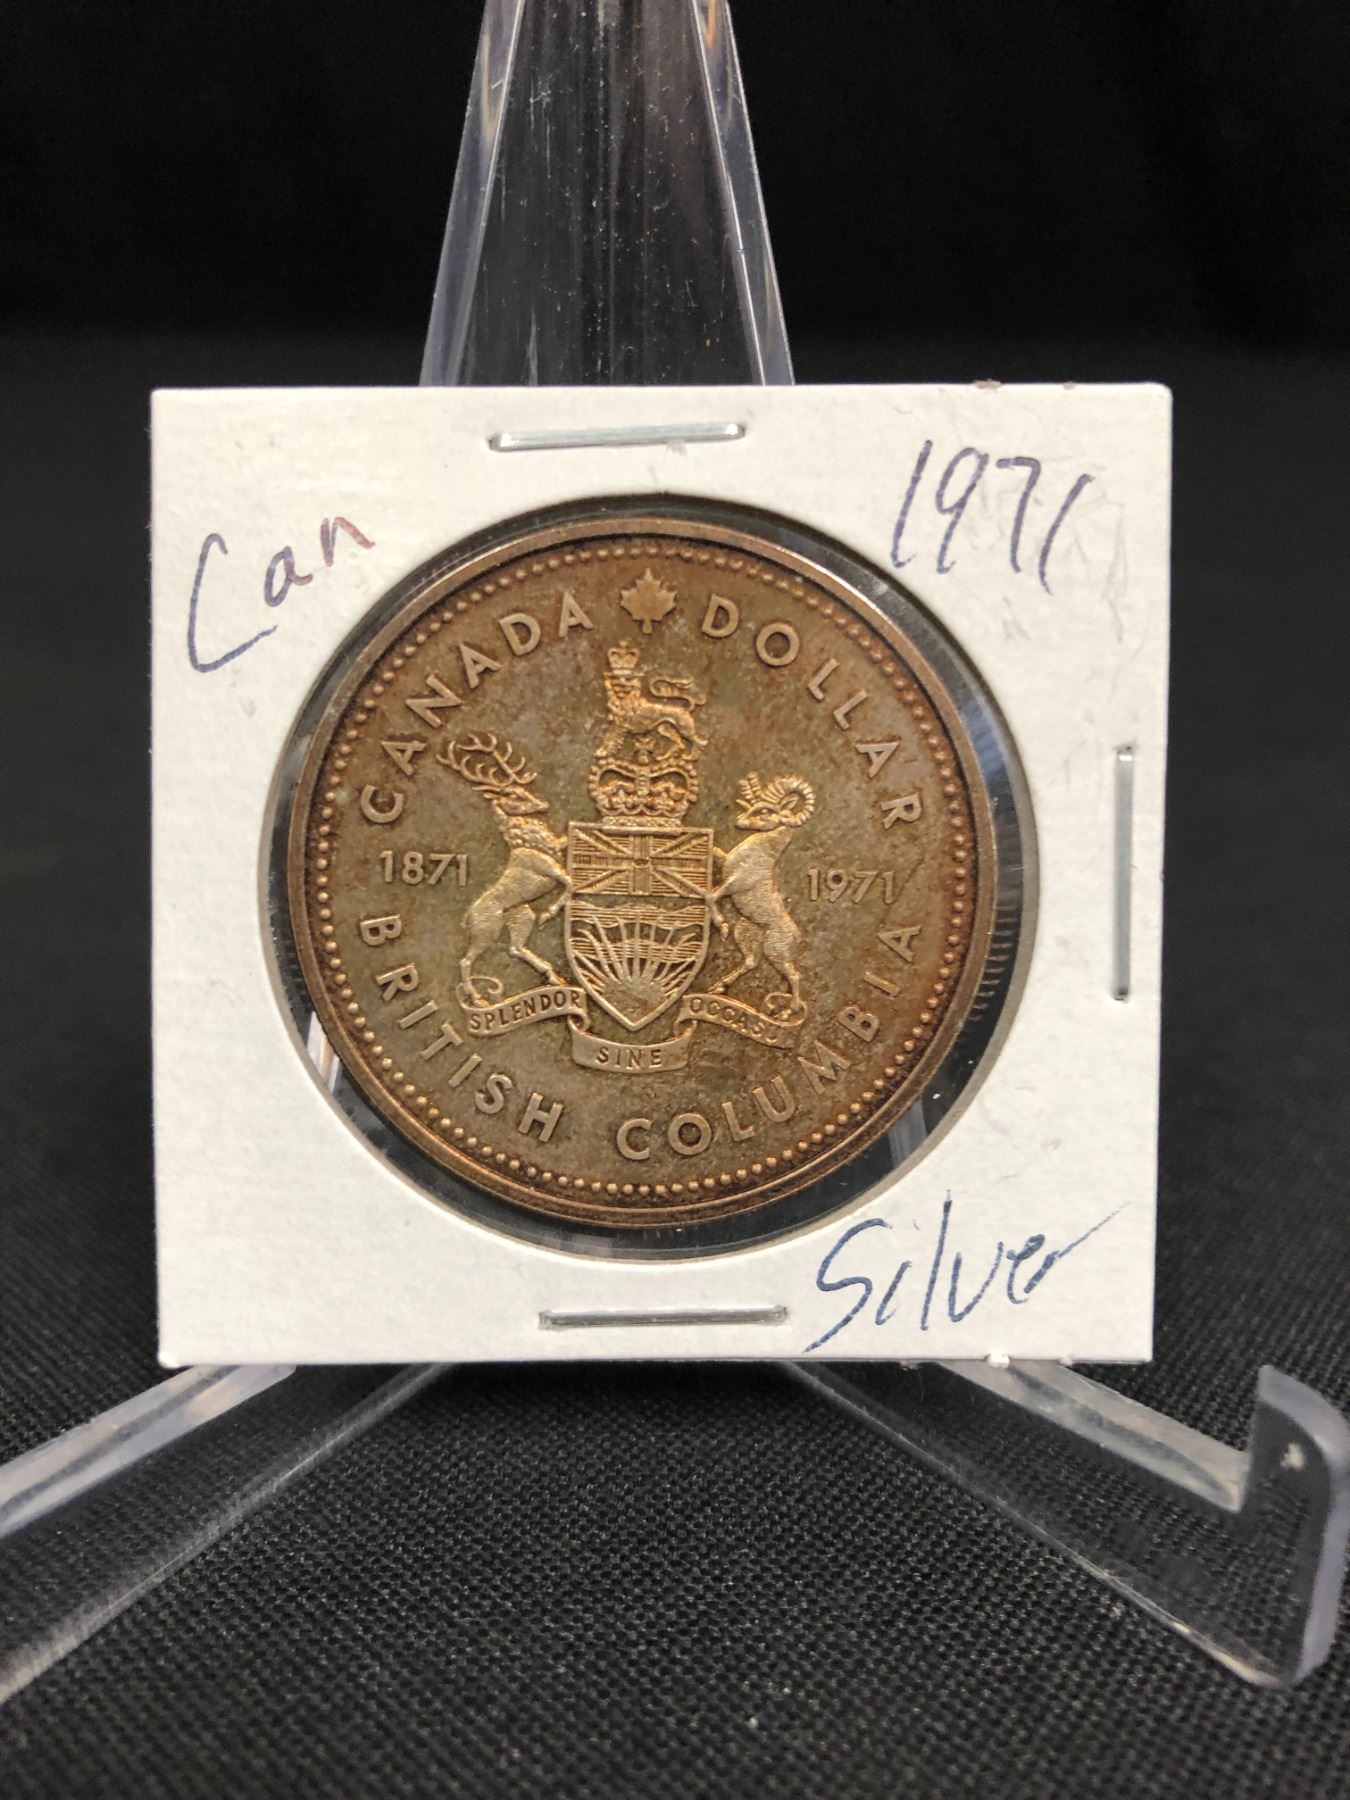 Can
1971
CANADA DOLLAR
1871
1971
SPLENDOR
SINE
OCCASU
BRITISH COLUMBIA
Silver